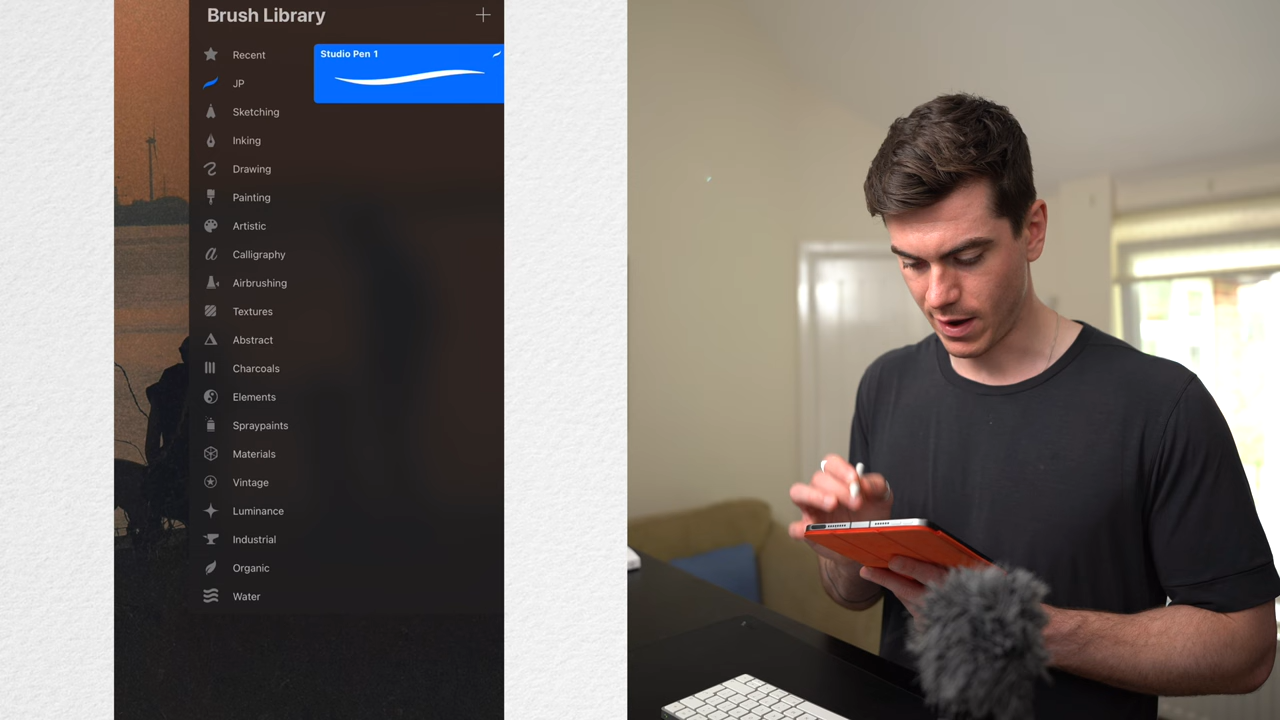 Brush Library
Recent
Studio Pen 1
JP
Sketching
Inking
Drawing
Painting
Artistic
Calligraphy
Airbrushing
Textures
Abstract
Charcoals
Elements
Spraypaints
Materials
Vintage
Luminance
Industrial
Organic
Water